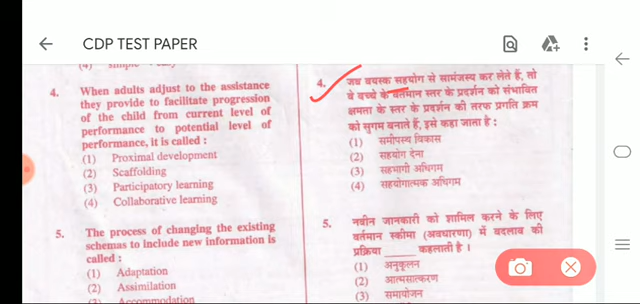 CDP TEST PAPER
4. When adults adjust to the assistance
they provide to facilitate progression
of the child from current level of
performance to potential level of
performance, it is called :
(1) Proximal development
(2) Scaffolding
(3) Participatory learning
(4) Collaborative learning
5. The process of changing the existing
schemas to include new information is
called :
(1) Adaptation
(2) Assimilation
(3) Accommodation
4. जब वयस्क सहयोग से सामंजस्य कर लेते हैं, तो
वे बच्चे के वर्तमान स्तर के प्रदर्शन को संभावित
क्षमता के स्तर के प्रदर्शन की तरफ प्रगति क्रम
को सुगम बनाते हैं, इसे कहा जाता है :
(1) समीपस्थ विकास
(2) सहयोग देना
(3) सहभागी अधिगम
(4) सहयोगात्मक अधिगम
5. नवीन जानकारी को शामिल करने के लिए
वर्तमान स्कीमा (अवधारणा) में बदलाव की
प्रक्रिया _____ कहलाती है ।
(1) अनुकूलन
(2) आत्मसात्करण
(3) समायोजन